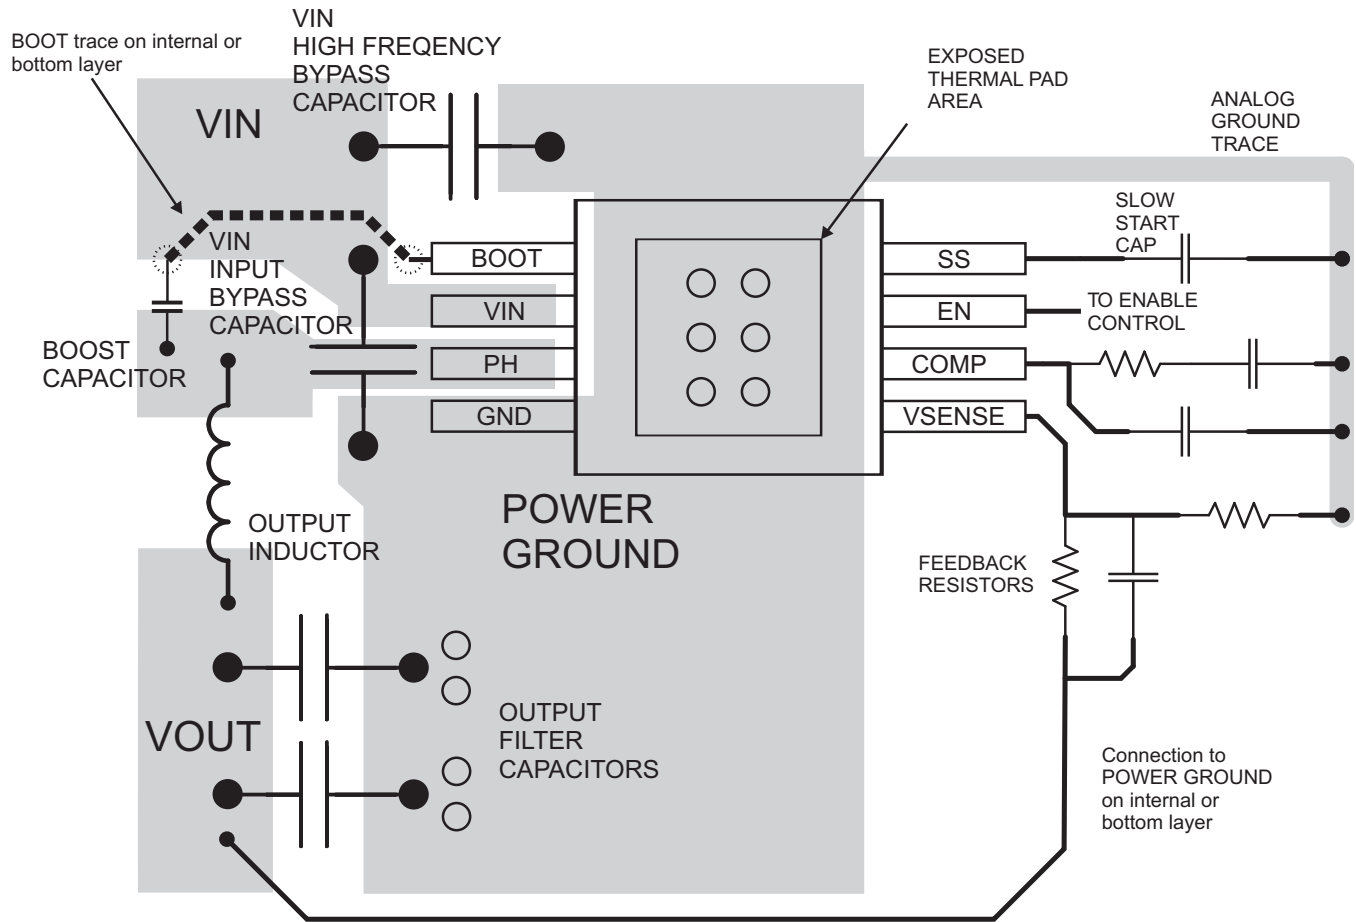 BOOT trace on internal or
bottom layer
VIN
HIGH FREQENCY
BYPASS
CAPACITOR
EXPOSED
THERMAL PAD
AREA
ANALOG
GROUND
TRACE
VIN
SLOW
START
CAP
VIN
INPUT
BYPASS
CAPACITOR
BOOST
CAPACITOR
BOOT
VIN
PH
GND
SS
EN
COMP
VSENSE
TO ENABLE
CONTROL
POWER
GROUND
OUTPUT
INDUCTOR
FEEDBACK
RESISTORS
VOUT
OUTPUT
FILTER
CAPACITORS
Connection to
POWER GROUND
on internal or
bottom layer